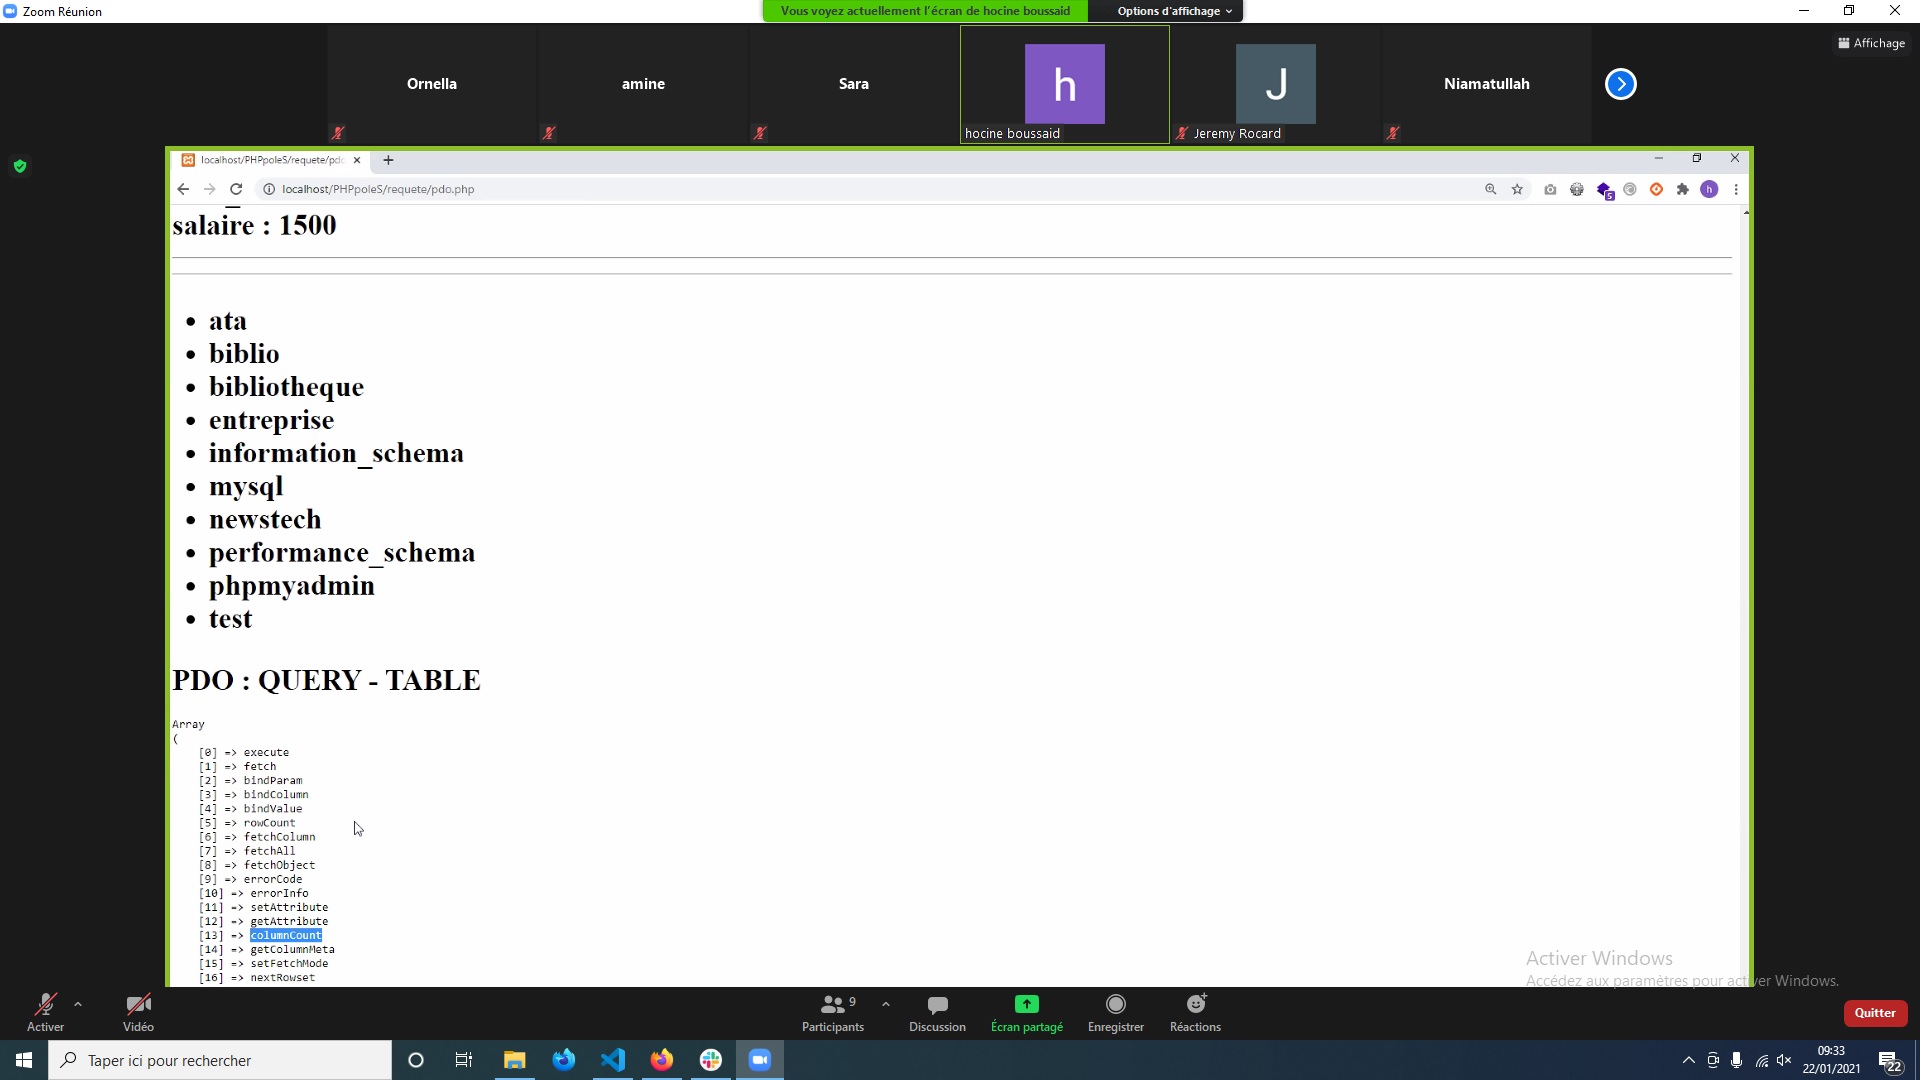 Zoom Réunion
Vous voyez actuellement l'écran de hocine boussaid
Options d'affichage
Affichage
Ornella
amine
Sara
h
hocine boussaid
J
Jeremy Rocard
Niamatullah
localhost/PHPpoleS/requete/pdo
localhost/PHPpoleS/requete/pdo.php
5
h
salaire : 1500
• ata
• biblio
• bibliotheque
• entreprise
• information_schema
• mysql
• newstech
• performance_schema
• phpmyadmin
• test
PDO : QUERY - TABLE
Array
(
[0] => execute
[1] => fetch
[2] => bindParam
[3] => bindColumn
[4] => bindValue
[5] => rowCount
[6] => fetchColumn
[7] => fetchAll
[8] => fetchObject
[9] => errorCode
[10] => errorInfo
[11] => setAttribute
[12] => getAttribute
[13] => columnCount
[14] => getColumnMeta
[15] => setFetchMode
[16] => nextRowset
Activer Windows
Accédez aux paramètres pour activer Windows.
Activer
Vidéo
Participants
9
Discussion
Écran partagé
Enregistrer
Réactions
Quitter
Taper ici pour rechercher
09:33
22/01/2021
22